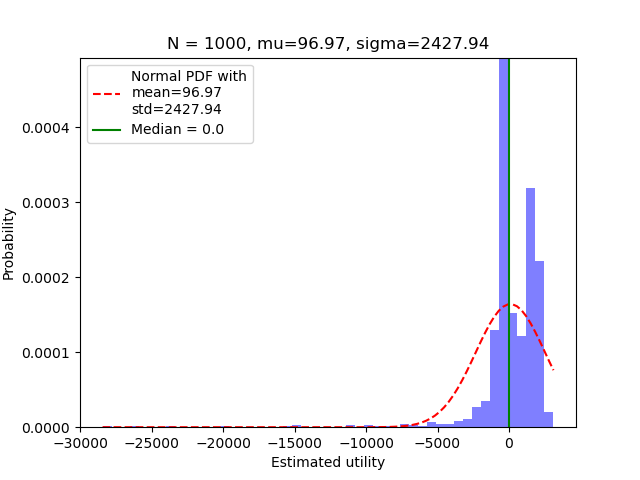 N = 1000, mu=96.97, sigma=2427.94
Normal PDF with
mean=96.97
std=2427.94
Median = 0.0
0.0004
0.0003
0.0002
0.0001
0.0000
Probability
−30000 −25000 −20000 −15000 −10000 −5000 0
Estimated utility